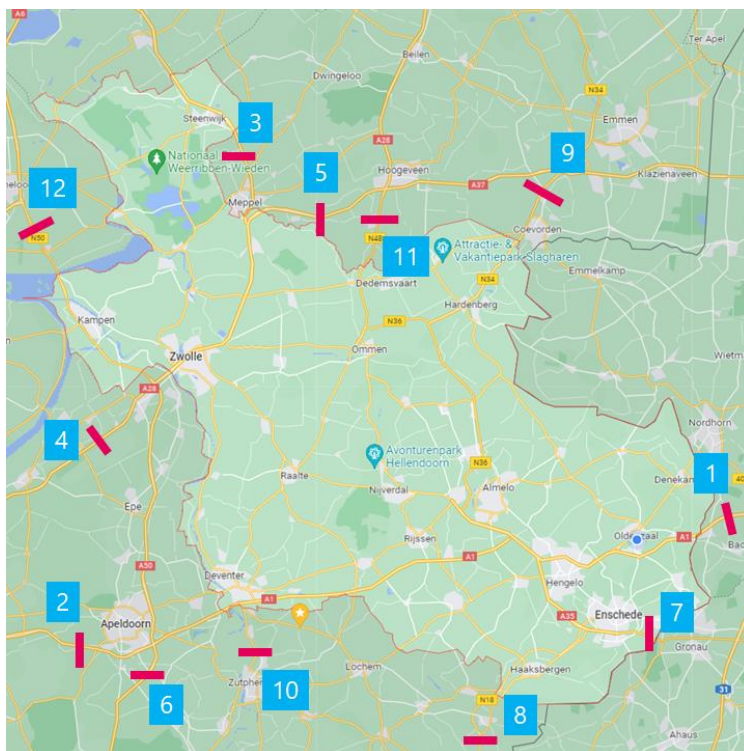 A6
Ter Apel
Beilen
Dwingeloo
N34
Steenwijk
Emmen
3
A28
Nationaal
Weerribben-Wieden
Hoogeveen
9
12
5
A37
Klazienaveen
Meppel
N50
N48
11
Coevorden
Attractie- &
Vakantiepark Slagharen
Emmelkamp
Dedemsvaart
N34
Hardenberg
Kampen
N36
Zwolle
Ommen
A28
Nordhorn
4
Avonturenpark
Hellendoorn
N36
1
Raalte
Denekam
40
Nijverdal
Almelo
Epe
Rijssen
Oldenzaal
A1
Bad
A50
A1
Deventer
Hengelo
2
A1
7
Apeldoorn
A35
Enschede
Gronau
Lochem
Haaksbergen
6
Zutphen
10
N18
8
31
Ahaus